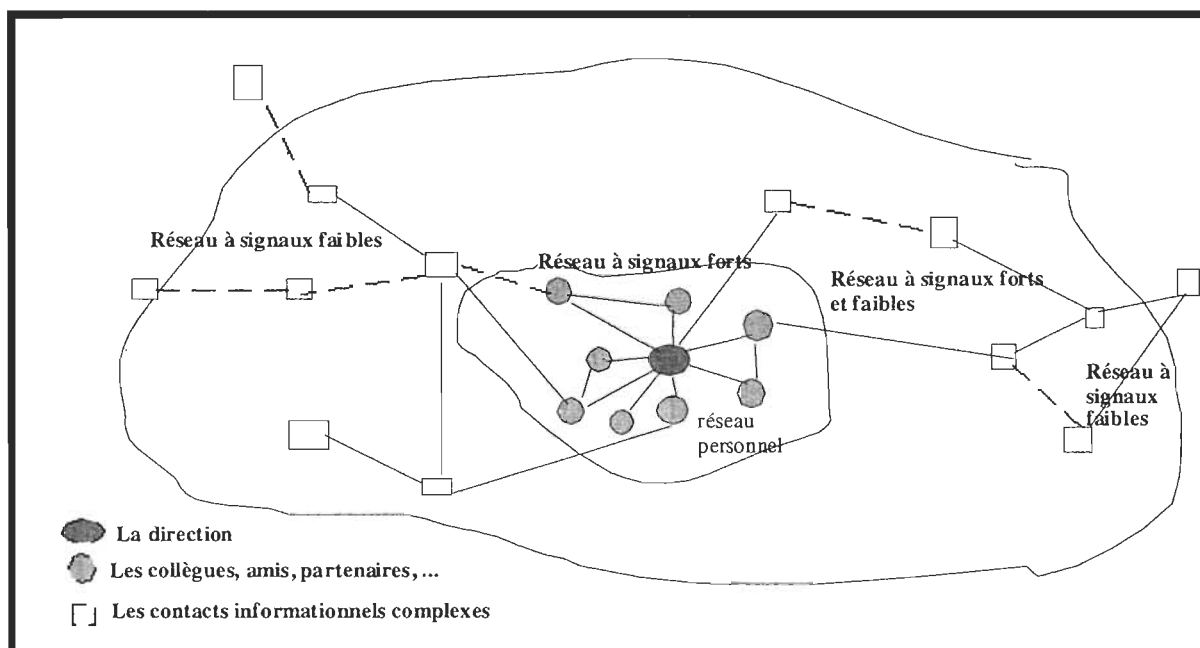 Réseau à signaux faibles
Réseau à signaux forts
Réseau à signaux forts
et faibles
Réseau à
signaux
faibles
réseau
personnel
La direction
Les collègues, amis, partenaires, ...
Les contacts informationnels complexes